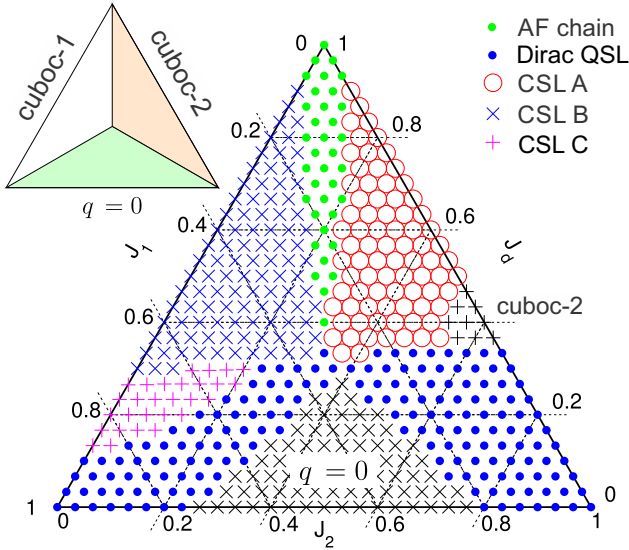 cuboc-1
cuboc-2
q = 0
AF chain
Dirac QSL
CSL A
CSL B
CSL C
0 1
0.2 0.8
0.4 0.6
J1 Jd
cuboc-2
0.6
0.8 0.2
q = 0
1 0
0 0.2 0.4 0.6 0.8 1
J2